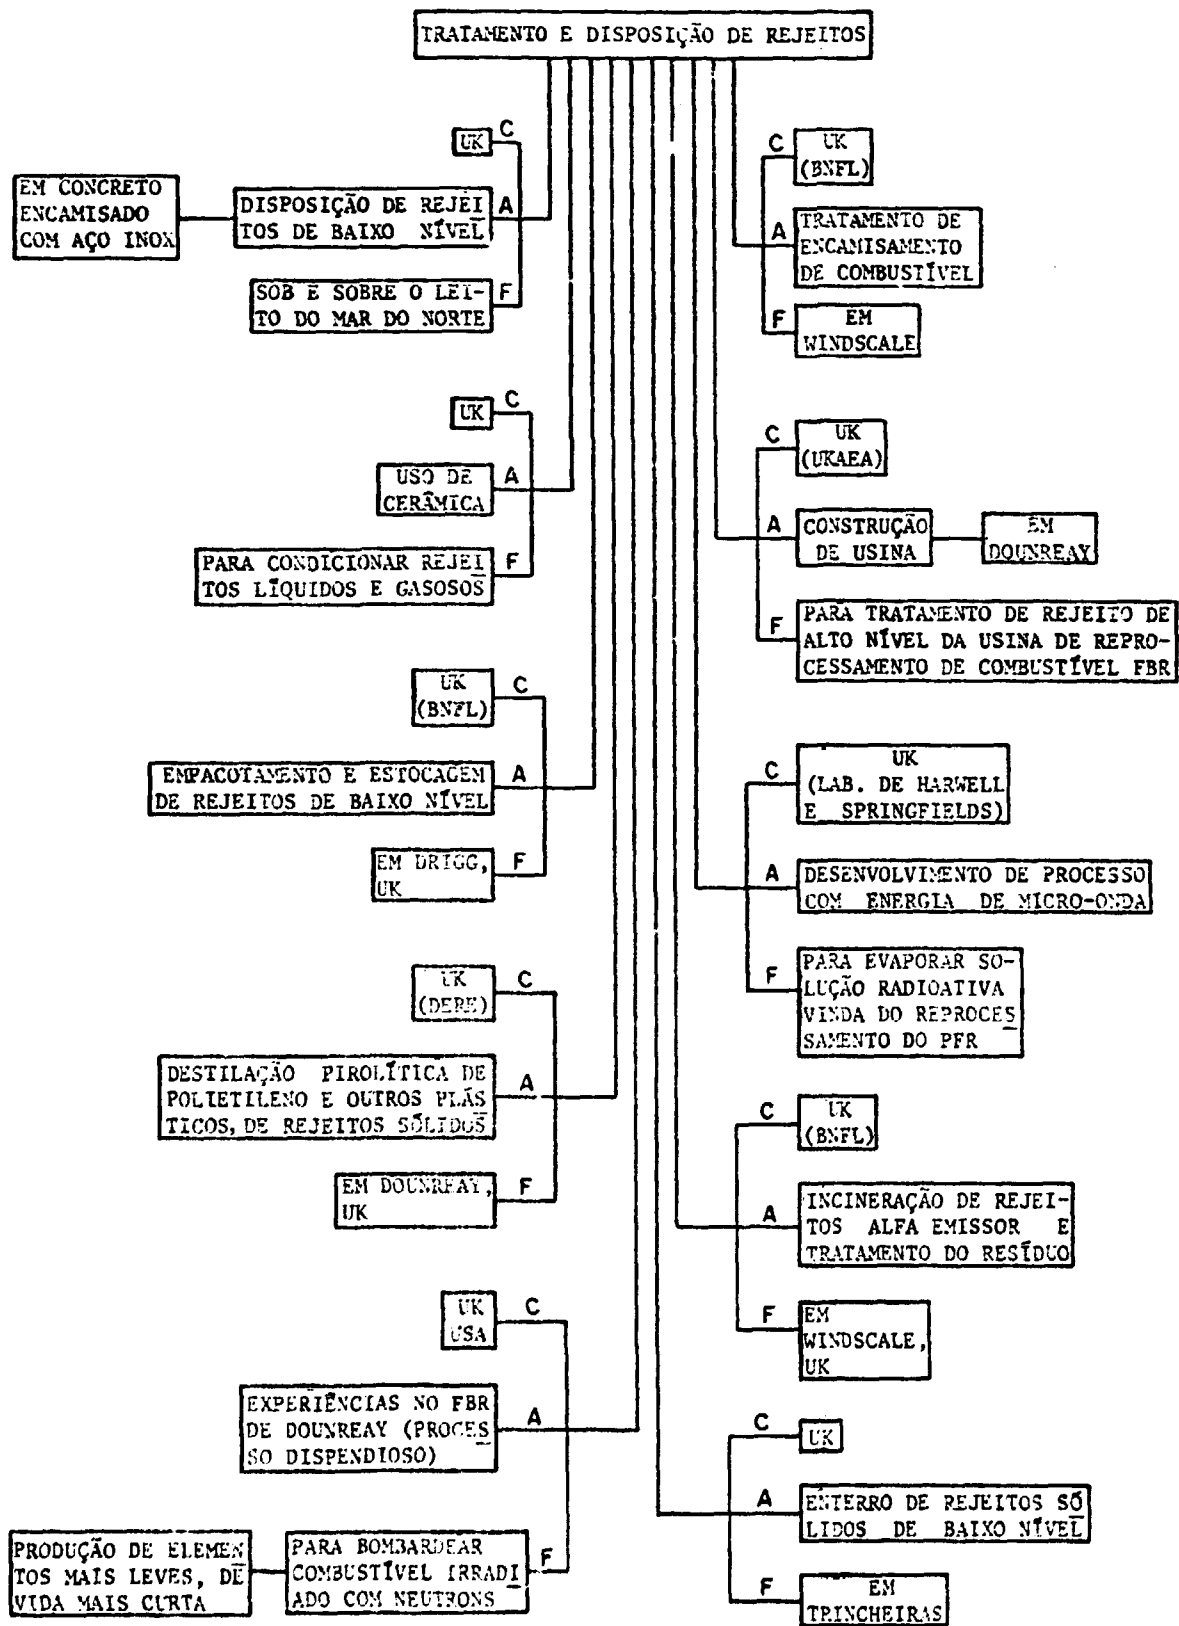 TRATAMENTO E DISPOSIÇÃO DE REJEITOS
C
UK
EM CONCRETO
ENCAMISADO
COM AÇO INOX
DISPOSIÇÃO DE REJEI
TOS DE BAIXO NÍVEL
A
SOB E SOBRE O LEI-
TO DO MAR DO NORTE
F
C
UK
USO DE
CERÂMICA
A
PARA CONDICIONAR REJEI
TOS LÍQUIDOS E GASOSOS
F
UK
(BNFL)
C
EMPACOTAMENTO E ESTOCAGEM
DE REJEITOS DE BAIXO NÍVEL
A
EM DRIGG,
UK
F
UK
(DERE)
C
DESTILAÇÃO PIROLÍTICA DE
POLIETILENO E OUTROS PLÁS
TICOS, DE REJEITOS SÓLIDOS
A
EM DOUNREAY,
UK
F
UK
USA
C
EXPERIÊNCIAS NO FBR
DE DOUNREAY (PROCES
SO DISPENDIOSO)
A
PRODUÇÃO DE ELEMEN
TOS MAIS LEVES, DE
VIDA MAIS CURTA
PARA BOMBARDEAR
COMBUSTÍVEL IRRADI
ADO COM NEUTRONS
F
C
UK
(BNFL)
A
TRATAMENTO DE
ENCAMISAMENTO
DE COMBUSTÍVEL
F
EM
WINDSCALE
C
UK
(UKAEA)
A
CONSTRUÇÃO
DE USINA
EM
DOUNREAY
F
PARA TRATAMENTO DE REJEITO DE
ALTO NÍVEL DA USINA DE REPRO-
CESSAMENTO DE COMBUSTÍVEL FBR
C
UK
(LAB. DE HARWELL
E SPRINGFIELDS)
A
DESENVOLVIMENTO DE PROCESSO
COM ENERGIA DE MICRO-ONDA
F
PARA EVAPORAR SO-
LUÇÃO RADIOATIVA
VINDA DO REPROCES
SAMENTO DO PFR
C
UK
(BNFL)
A
INCINERAÇÃO DE REJEI-
TOS ALFA EMISSOR E
TRATAMENTO DO RESÍDUO
F
EM
WINDSCALE,
UK
C
UK
A
ENTERRO DE REJEITOS SÓ
LIDOS DE BAIXO NÍVEL
F
EM
TRINCHEIRAS